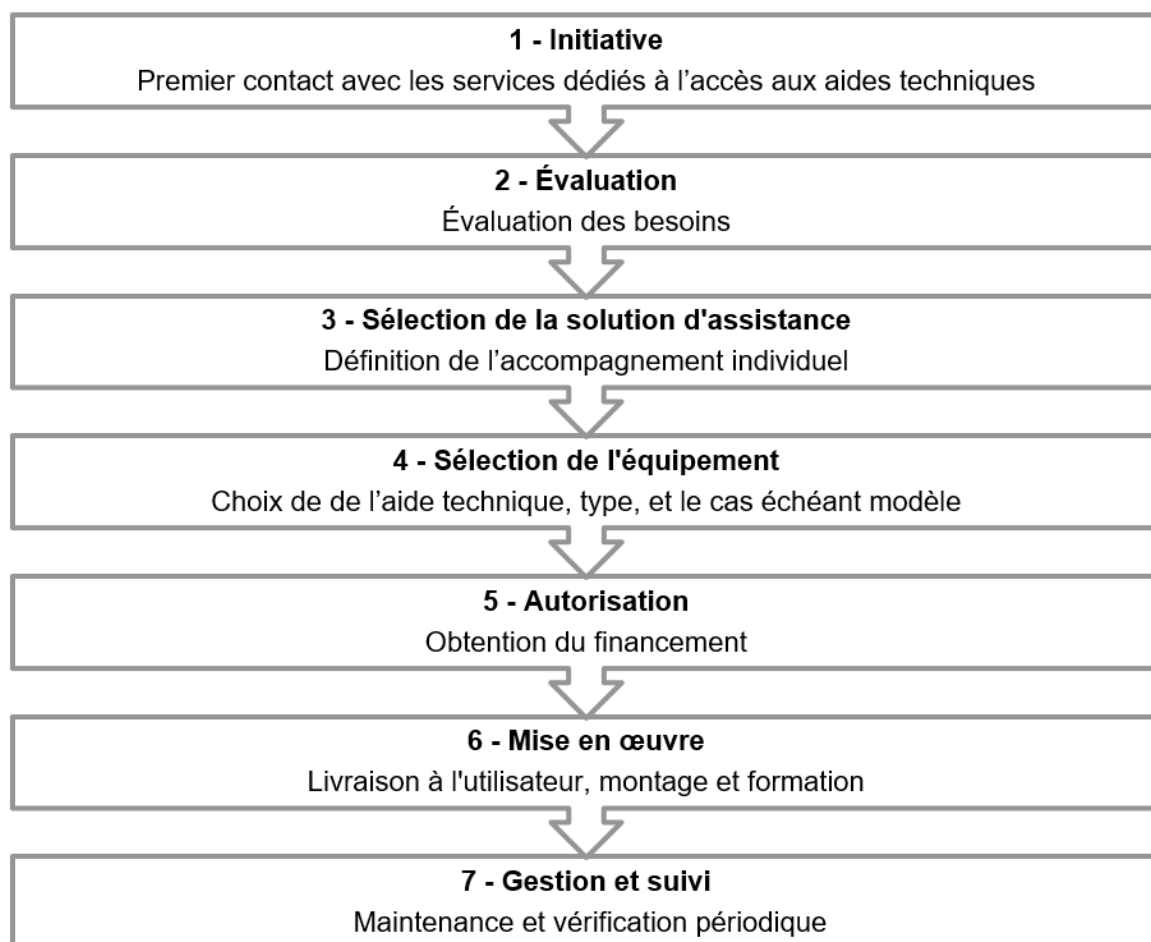 1 - Initiative
Premier contact avec les services dédiés à l’accès aux aides techniques
2 - Évaluation
Évaluation des besoins
3 - Sélection de la solution d'assistance
Définition de l’accompagnement individuel
4 - Sélection de l'équipement
Choix de de l’aide technique, type, et le cas échéant modèle
5 - Autorisation
Obtention du financement
6 - Mise en œuvre
Livraison à l'utilisateur, montage et formation
7 - Gestion et suivi
Maintenance et vérification périodique